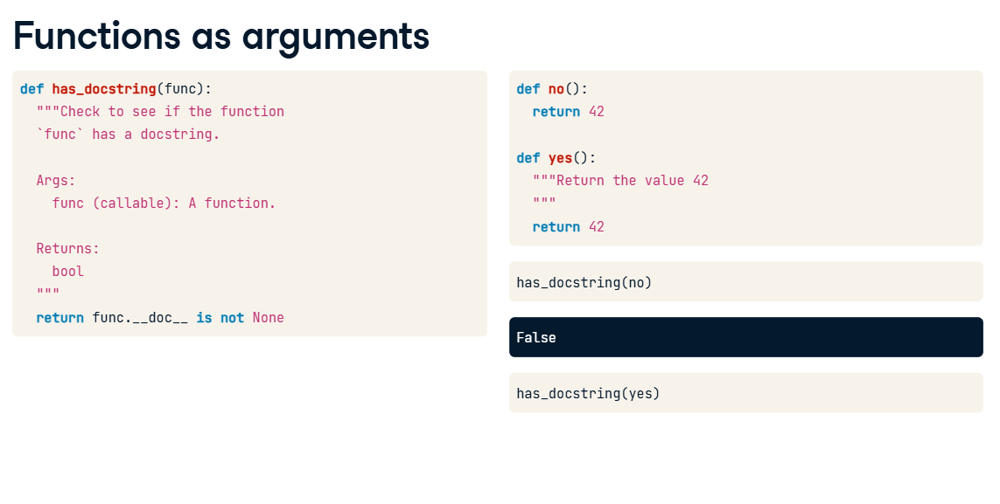 Functions as arguments
def has_docstring(func):
  """Check to see if the function
  `func` has a docstring.

  Args:
    func (callable): A function.

  Returns:
    bool
  """
  return func.__doc__ is not None
def no():
  return 42

def yes():
  """Return the value 42
  """
  return 42
has_docstring(no)
False
has_docstring(yes)